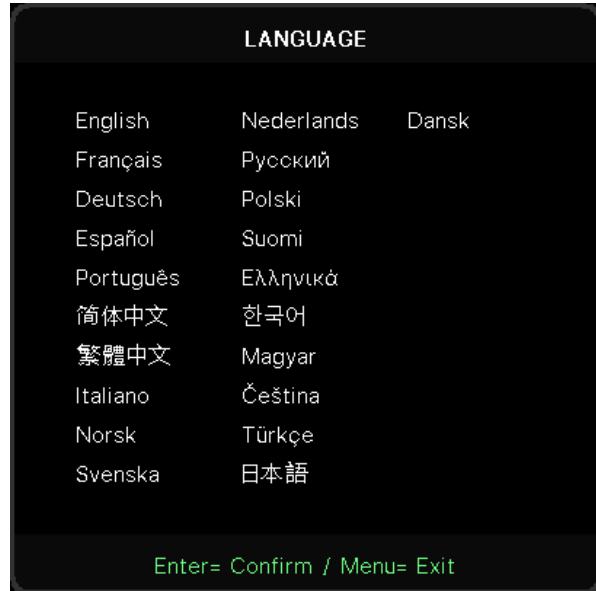 LANGUAGE
English Nederlands Dansk
Français Русский
Deutsch Polski
Español Suomi
Português Ελληνικά
简体中文 한국어
繁體中文 Magyar
Italiano Čeština
Norsk Türkçe
Svenska 日本語
Enter= Confirm / Menu= Exit